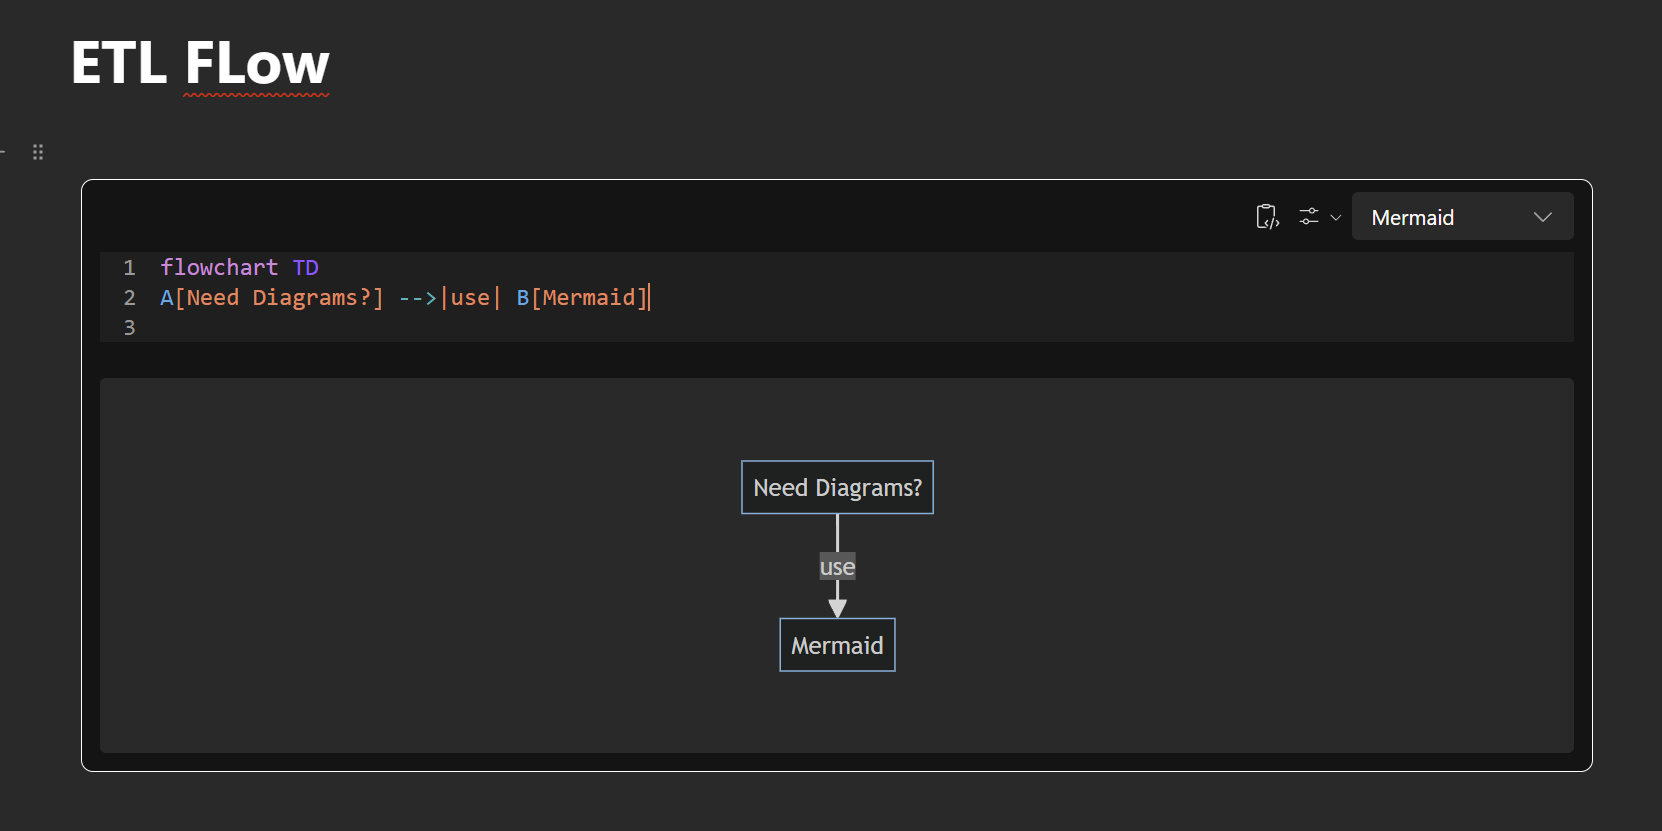 ETL FLow
Mermaid
1 flowchart TD
2 A[Need Diagrams?] -->|use| B[Mermaid]
3
Need Diagrams?
use
Mermaid